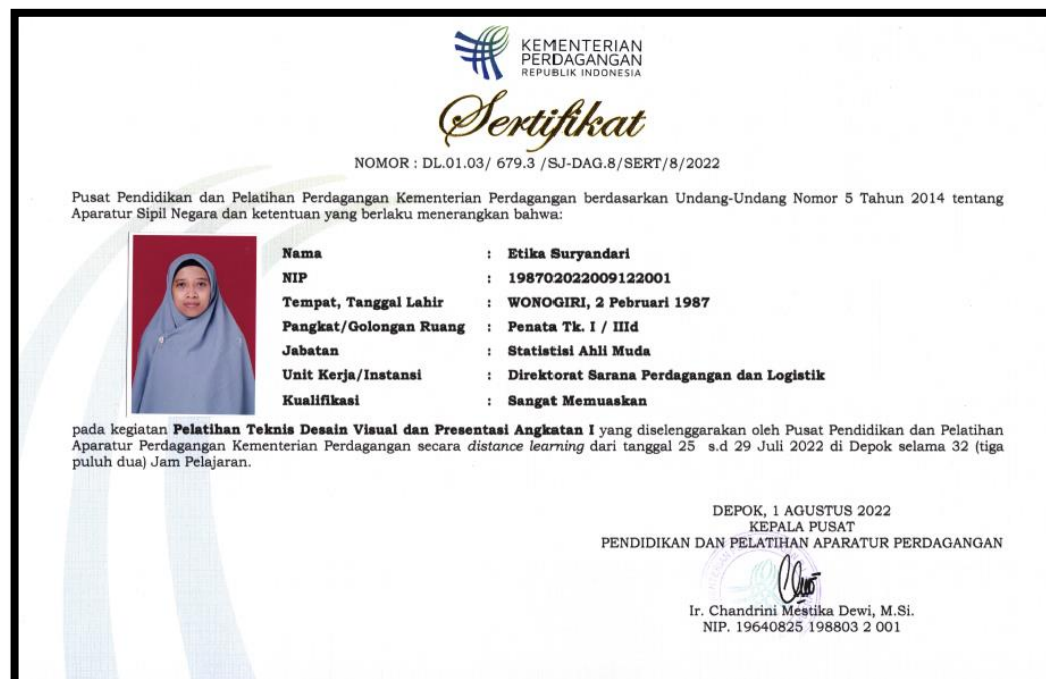 KEMENTERIAN
PERDAGANGAN
REPUBLIK INDONESIA
Sertifikat
NOMOR : DL.01.03/ 679.3 /SJ-DAG.8/SERT/8/2022
Pusat Pendidikan dan Pelatihan Perdagangan Kementerian Perdagangan berdasarkan Undang-Undang Nomor 5 Tahun 2014 tentang
Aparatur Sipil Negara dan ketentuan yang berlaku menerangkan bahwa:
Nama : Etika Suryandari
NIP : 198702022009122001
Tempat, Tanggal Lahir : WONOGIRI, 2 Pebruari 1987
Pangkat/Golongan Ruang : Penata Tk. I / IIId
Jabatan : Statistisi Ahli Muda
Unit Kerja/Instansi : Direktorat Sarana Perdagangan dan Logistik
Kualifikasi : Sangat Memuaskan
pada kegiatan Pelatihan Teknis Desain Visual dan Presentasi Angkatan I yang diselenggarakan oleh Pusat Pendidikan dan Pelatihan
Aparatur Perdagangan Kementerian Perdagangan secara distance learning dari tanggal 25 s.d 29 Juli 2022 di Depok selama 32 (tiga
puluh dua) Jam Pelajaran.
DEPOK, 1 AGUSTUS 2022
KEPALA PUSAT
PENDIDIKAN DAN PELATIHAN APARATUR PERDAGANGAN
Ir. Chandrini Mestika Dewi, M.Si.
NIP. 19640825 198803 2 001